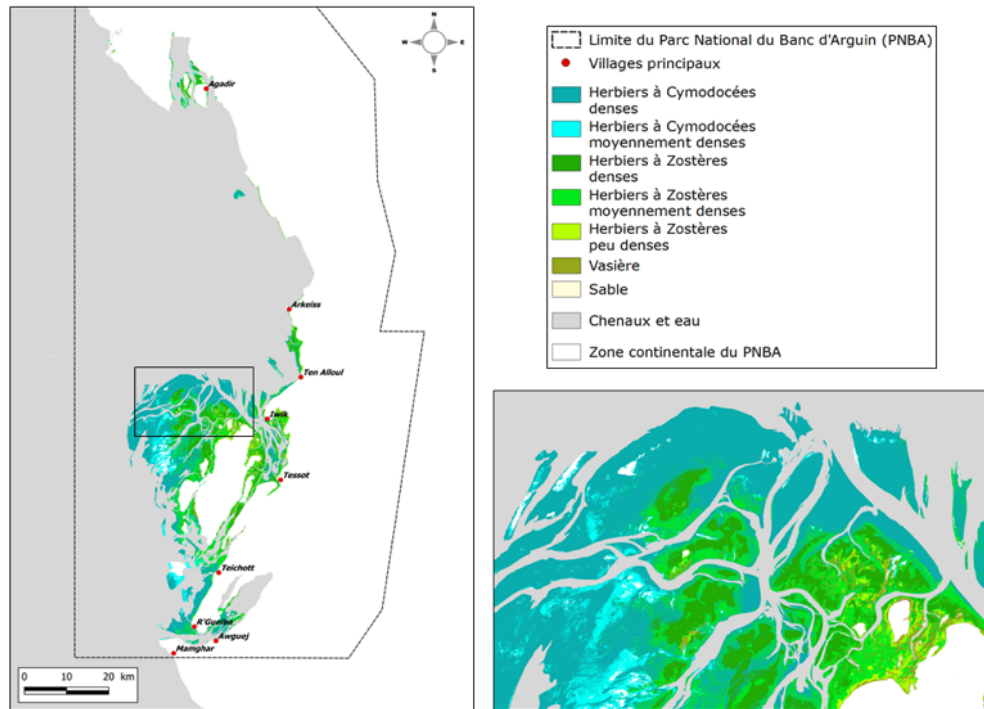 N
W
E
S
Agadir
Arkeiss
Ten Alloul
Iwik
Tessot
Teichott
R'Gueiba
Awguej
Mamghar
0 10 20 km
Limite du Parc National du Banc d'Arguin (PNBA)
Villages principaux
Herbiers à Cymodocées
denses
Herbiers à Cymodocées
moyennement denses
Herbiers à Zostères
denses
Herbiers à Zostères
moyennement denses
Herbiers à Zostères
peu denses
Vasière
Sable
Chenaux et eau
Zone continentale du PNBA